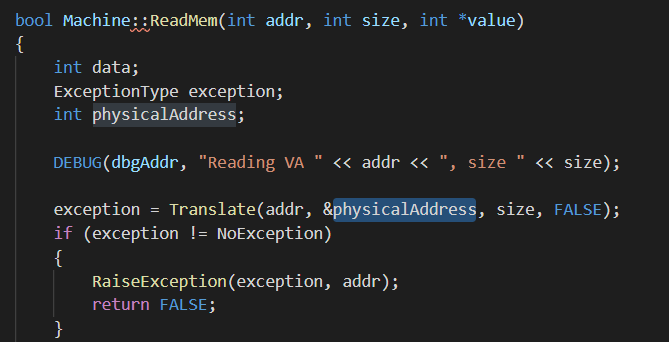 bool Machine::ReadMem(int addr, int size, int *value)
{
int data;
ExceptionType exception;
int physicalAddress;
DEBUG(dbgAddr, "Reading VA " << addr << ", size " << size);
exception = Translate(addr, &physicalAddress, size, FALSE);
if (exception != NoException)
{
RaiseException(exception, addr);
return FALSE;
}